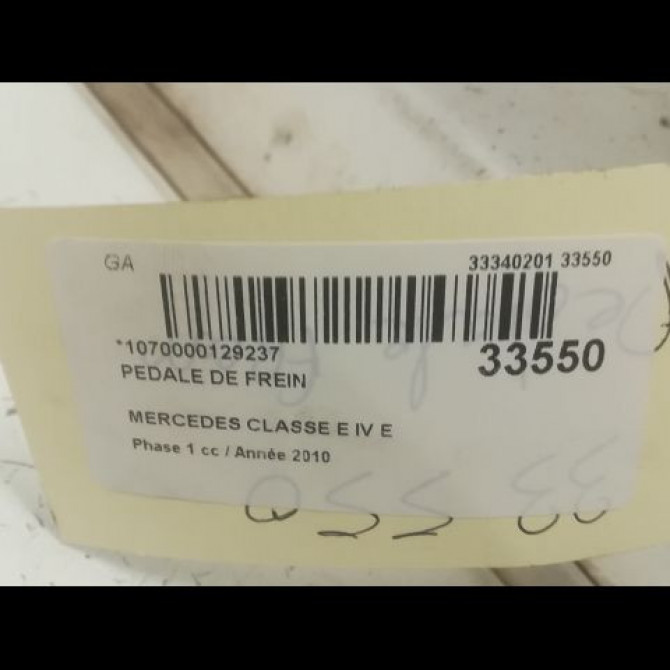 GA 33340201 33550
*1070000129237 33550
PEDALE DE FREIN
MERCEDES CLASSE E IV E
Phase 1 cc / Année 2010